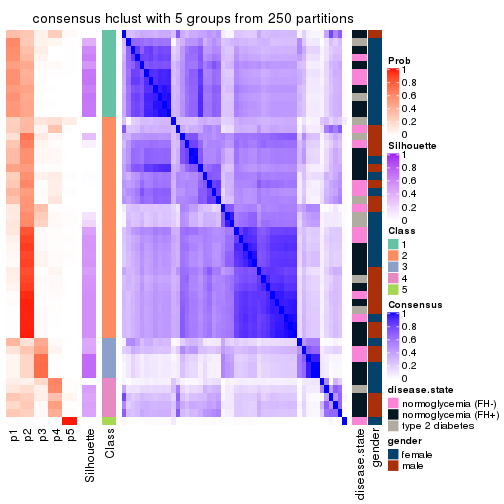 consensus hclust with 5 groups from 250 partitions
Prob
1
0.8
0.6
0.4
0.2
0
Silhouette
1
0.8
0.6
0.4
0.2
0
Class
1
2
3
4
5
Consensus
1
0.8
0.6
0.4
0.2
0
disease.state
normoglycemia (FH-)
normoglycemia (FH+)
type 2 diabetes
gender
female
male
p1
p2
p3
p4
p5
Silhouette
Class
disease.state
gender